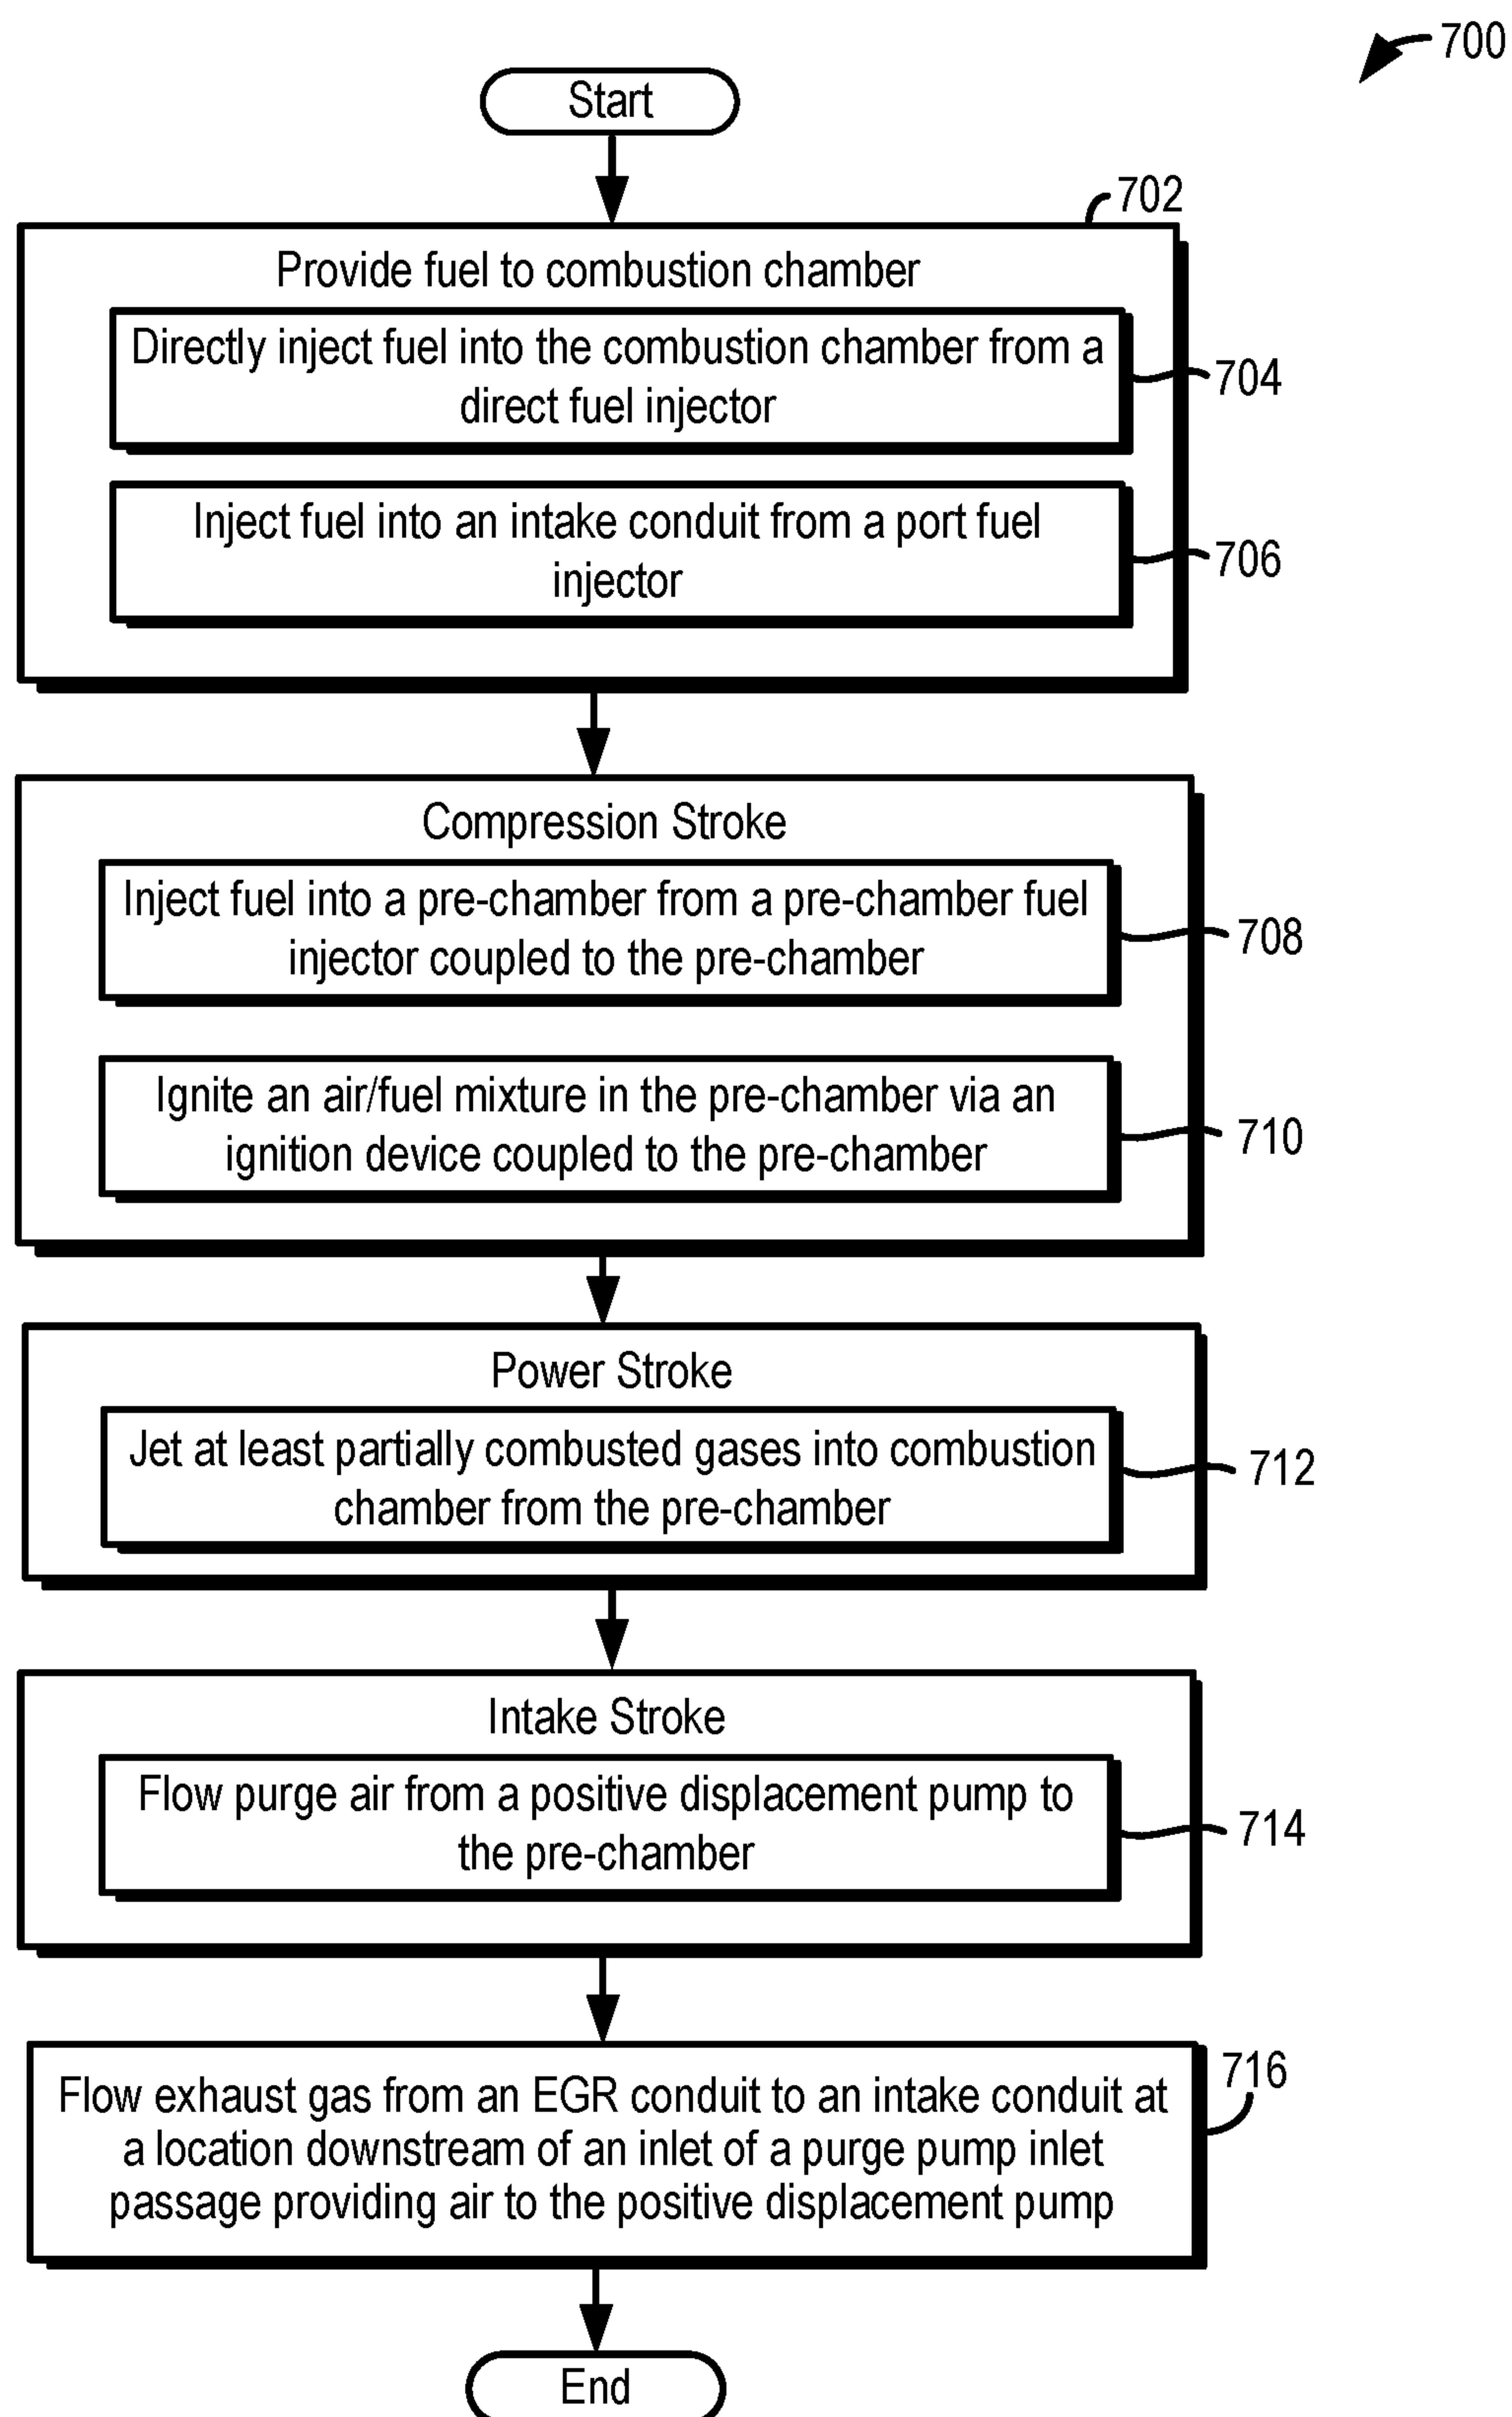 700
Start
702
Provide fuel to combustion chamber
Directly inject fuel into the combustion chamber from a
direct fuel injector
704
Inject fuel into an intake conduit from a port fuel
injector
706
Compression Stroke
Inject fuel into a pre-chamber from a pre-chamber fuel
injector coupled to the pre-chamber
708
Ignite an air/fuel mixture in the pre-chamber via an
ignition device coupled to the pre-chamber
710
Power Stroke
Jet at least partially combusted gases into combustion
chamber from the pre-chamber
712
Intake Stroke
Flow purge air from a positive displacement pump to
the pre-chamber
714
716
Flow exhaust gas from an EGR conduit to an intake conduit at
a location downstream of an inlet of a purge pump inlet
passage providing air to the positive displacement pump
End